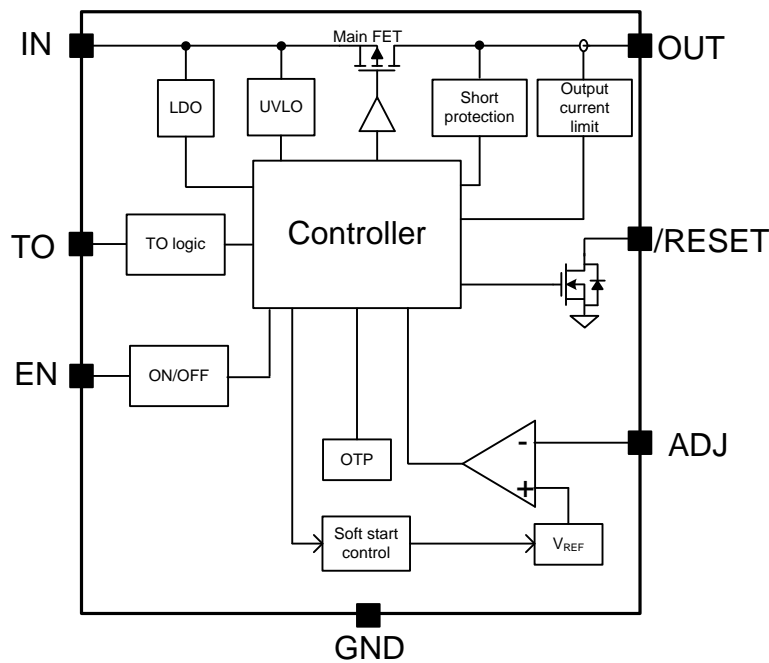 IN
Main FET
OUT
LDO
UVLO
Short
protection
Output
current
limit
TO
TO logic
Controller
/RESET
EN
ON/OFF
OTP
-
+
ADJ
Soft start
control
VREF
GND